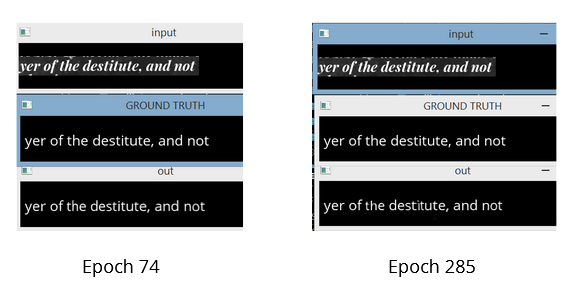 input
yer of the destitute, and not
GROUND TRUTH
yer of the destitute, and not
out
yer of the destitute, and not
Epoch 74
input
yer of the destitute, and not
GROUND TRUTH
yer of the destitute, and not
out
yer of the destitute, and not
Epoch 285